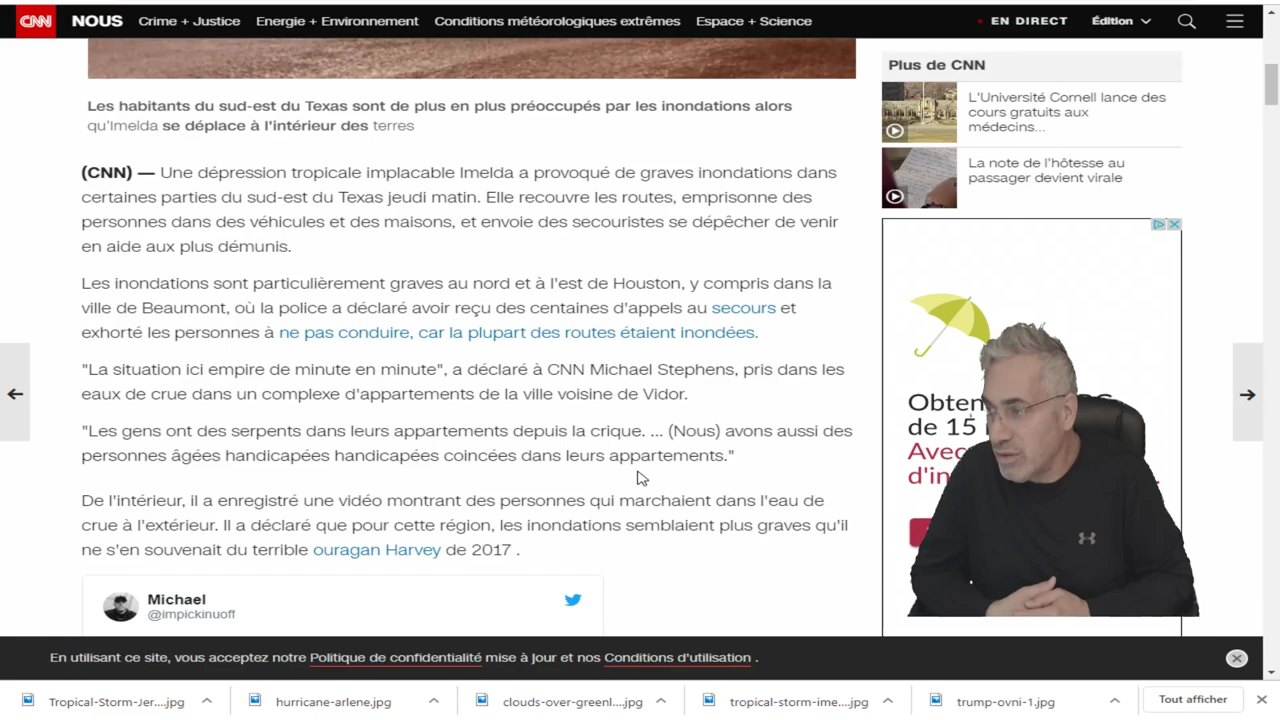 CNN NOUS Crime + Justice Energie + Environnement Conditions météorologiques extrêmes Espace + Science EN DIRECT Édition
Les habitants du sud-est du Texas sont de plus en plus préoccupés par les inondations alors
qu'Imelda se déplace à l'intérieur des terres
(CNN) — Une dépression tropicale implacable Imelda a provoqué de graves inondations dans
certaines parties du sud-est du Texas jeudi matin. Elle recouvre les routes, emprisonne des
personnes dans des véhicules et des maisons, et envoie des secouristes se dépêcher de venir
en aide aux plus démunis.
Les inondations sont particulièrement graves au nord et à l'est de Houston, y compris dans la
ville de Beaumont, où la police a déclaré avoir reçu des centaines d'appels au secours et
exhorté les personnes à ne pas conduire, car la plupart des routes étaient inondées.
"La situation ici empire de minute en minute", a déclaré à CNN Michael Stephens, pris dans les
eaux de crue dans un complexe d'appartements de la ville voisine de Vidor.
"Les gens ont des serpents dans leurs appartements depuis la crique. ... (Nous) avons aussi des
personnes âgées handicapées handicapées coincées dans leurs appartements."
De l'intérieur, il a enregistré une vidéo montrant des personnes qui marchaient dans l'eau de
crue à l'extérieur. Il a déclaré que pour cette région, les inondations semblaient plus graves qu'il
ne s'en souvenait du terrible ouragan Harvey de 2017 .
Michael
@impickinuoff
Plus de CNN
L'Université Cornell lance des
cours gratuits aux
médecins...
La note de l'hôtesse au
passager devient virale
de 15
Avec
En utilisant ce site, vous acceptez notre Politique de confidentialité mise à jour et nos Conditions d'utilisation .
Tropical-Storm-Jer....jpg hurricane-arlene.jpg clouds-over-greenl....jpg tropical-storm-ime....jpg trump-ovni-1.jpg Tout afficher